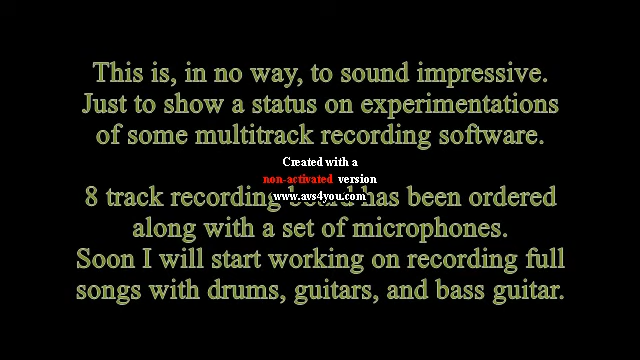 This is, in no way, to sound impressive.
Just to show a status on experimentations
of some multitrack recording software.
Created with a
non-activated version
www.avs4you.com
8 track recording board has been ordered
along with a set of microphones.
Soon I will start working on recording full
songs with drums, guitars, and bass guitar.